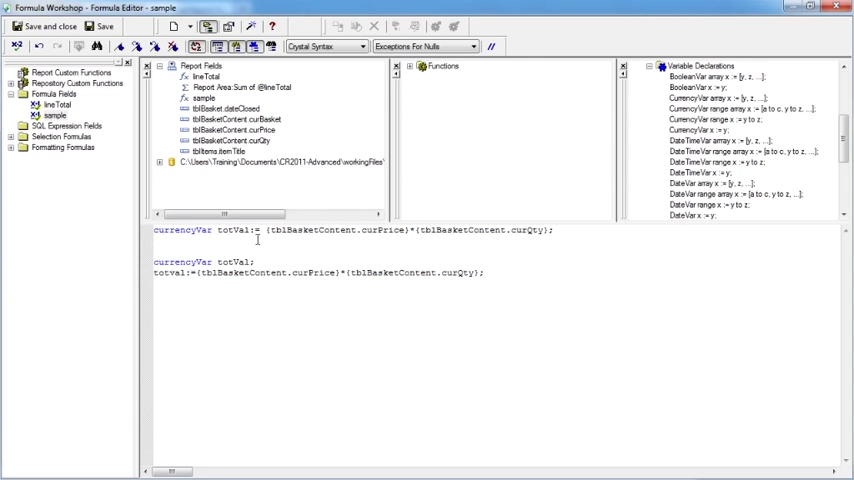 Formula Workshop - Formula Editor - sample
Save and close
Save
Crystal Syntax
Exceptions For Nulls
Report Custom Functions
Repository Custom Functions
Formula Fields
lineTotal
sample
SQL Expression Fields
Selection Formulas
Formatting Formulas
Report Fields
lineTotal
Report Area:Sum of @lineTotal
sample
tblBasket.dateClosed
tblBasketContent.curBasket
tblBasketContent.curPrice
tblBasketContent.curQty
tblItems.itemTitle
C:\Users\Training\Documents\CR2011-Advanced\workingFiles'
Functions
Variable Declarations
BooleanVar array x := [y, z, ...];
BooleanVar x := y;
CurrencyVar array x := [y, z, ...];
CurrencyVar range array x := [a to c, y to z, ...];
CurrencyVar range x := y to z;
CurrencyVar x := y;
DateTimeVar array x := [y, z, ...];
DateTimeVar range array x := [a to c, y to z, ...];
DateTimeVar range x := y to z;
DateTimeVar x := y;
DateVar array x := [y, z, ...];
DateVar range array x := [a to c, y to z, ...];
DateVar range x := y to z;
DateVar x := y;
currencyVar totVal:= {tblBasketContent.curPrice}*{tblBasketContent.curQty};
currencyVar totVal;
totval:={tblBasketContent.curPrice}*{tblBasketContent.curQty};